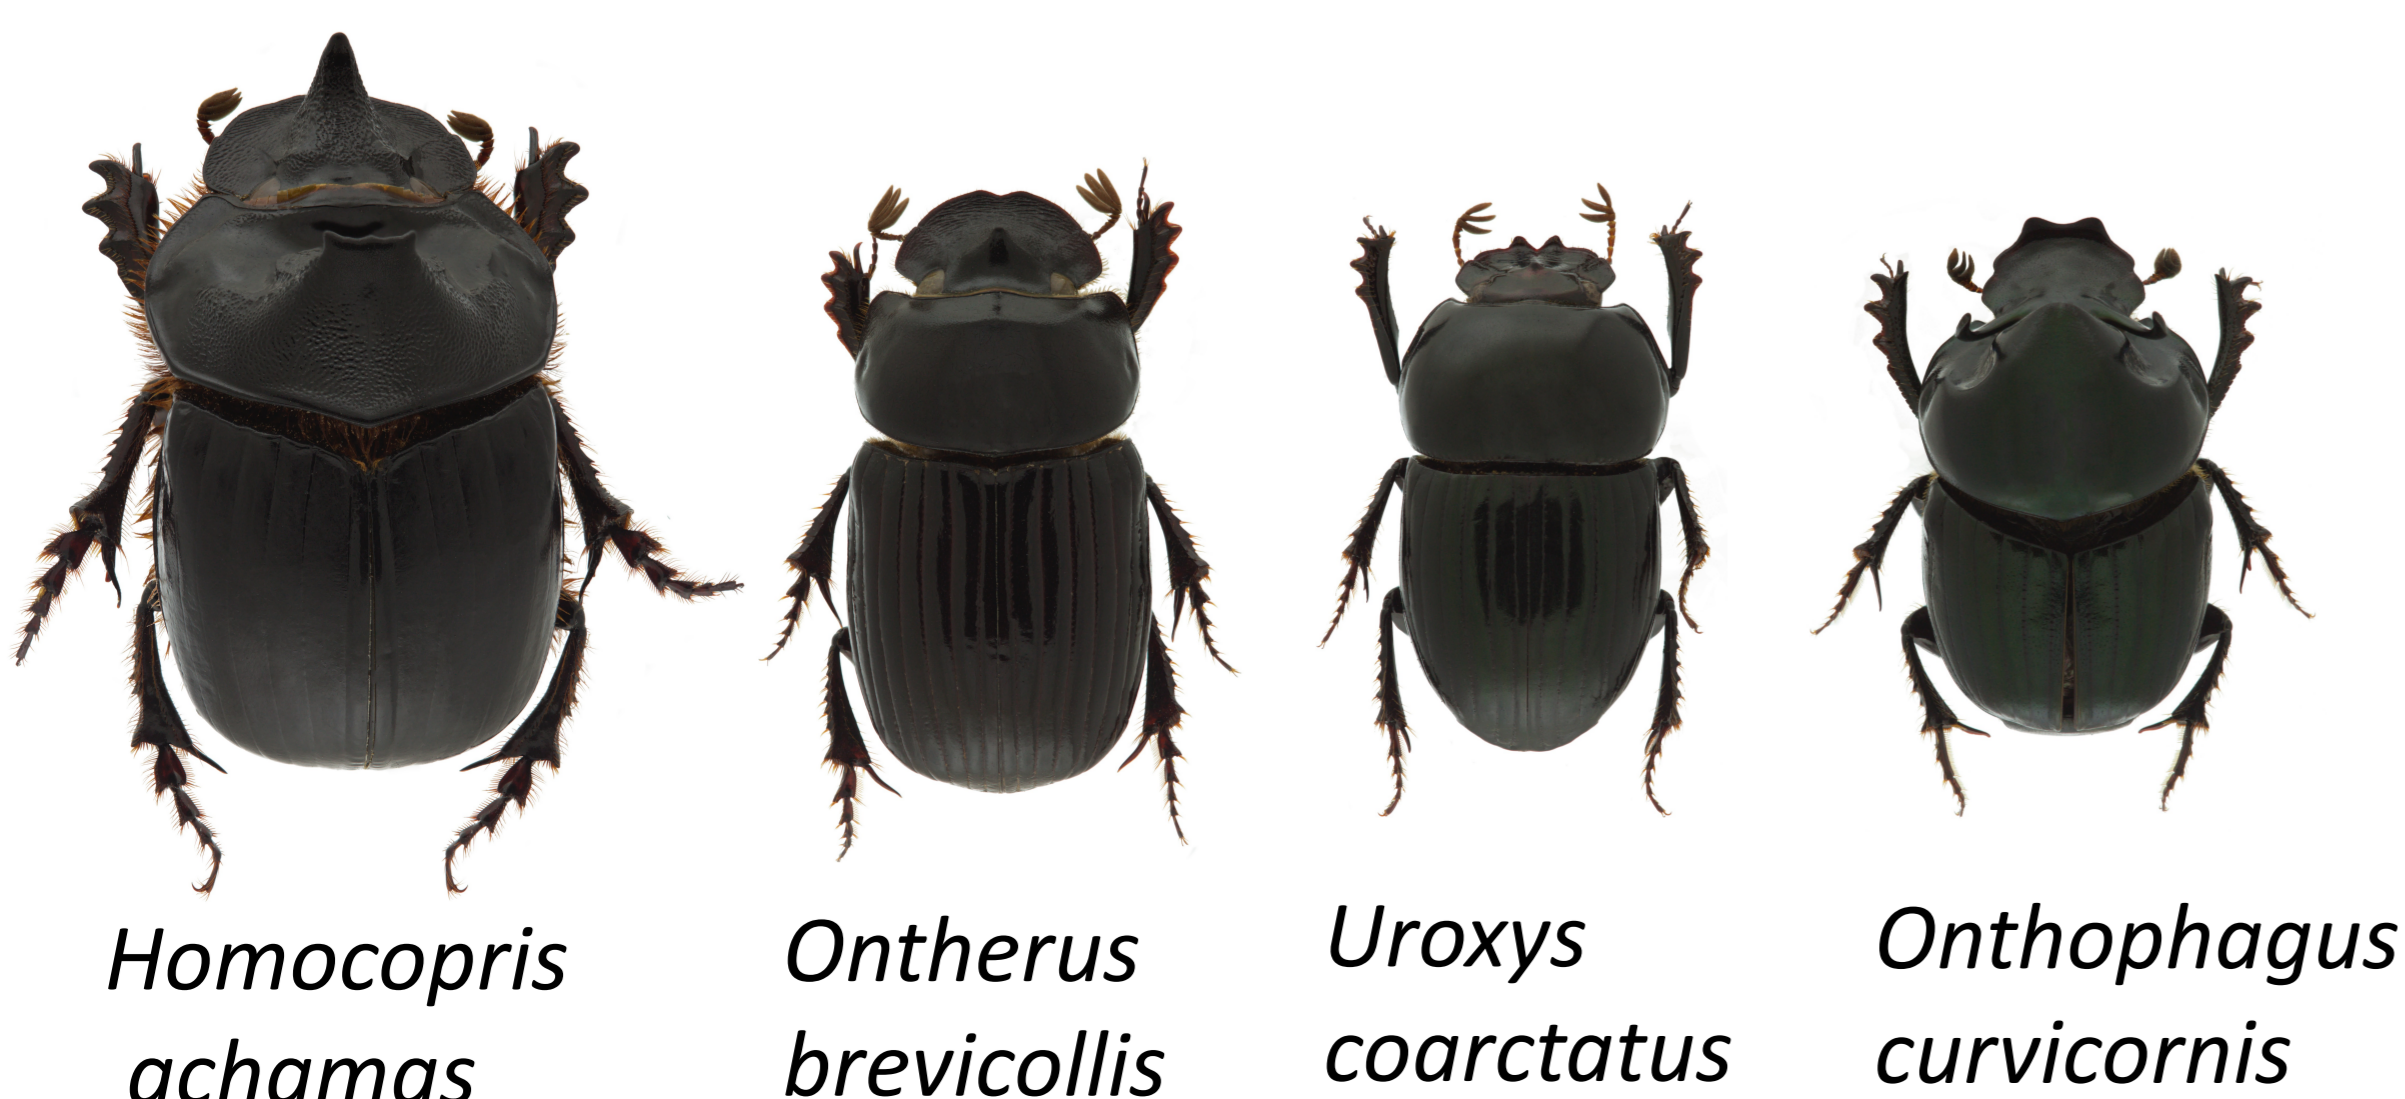 Homocopris
achamas
Ontherus
brevicollis
Uroxys
coarctatus
Onthophagus
curvicornis